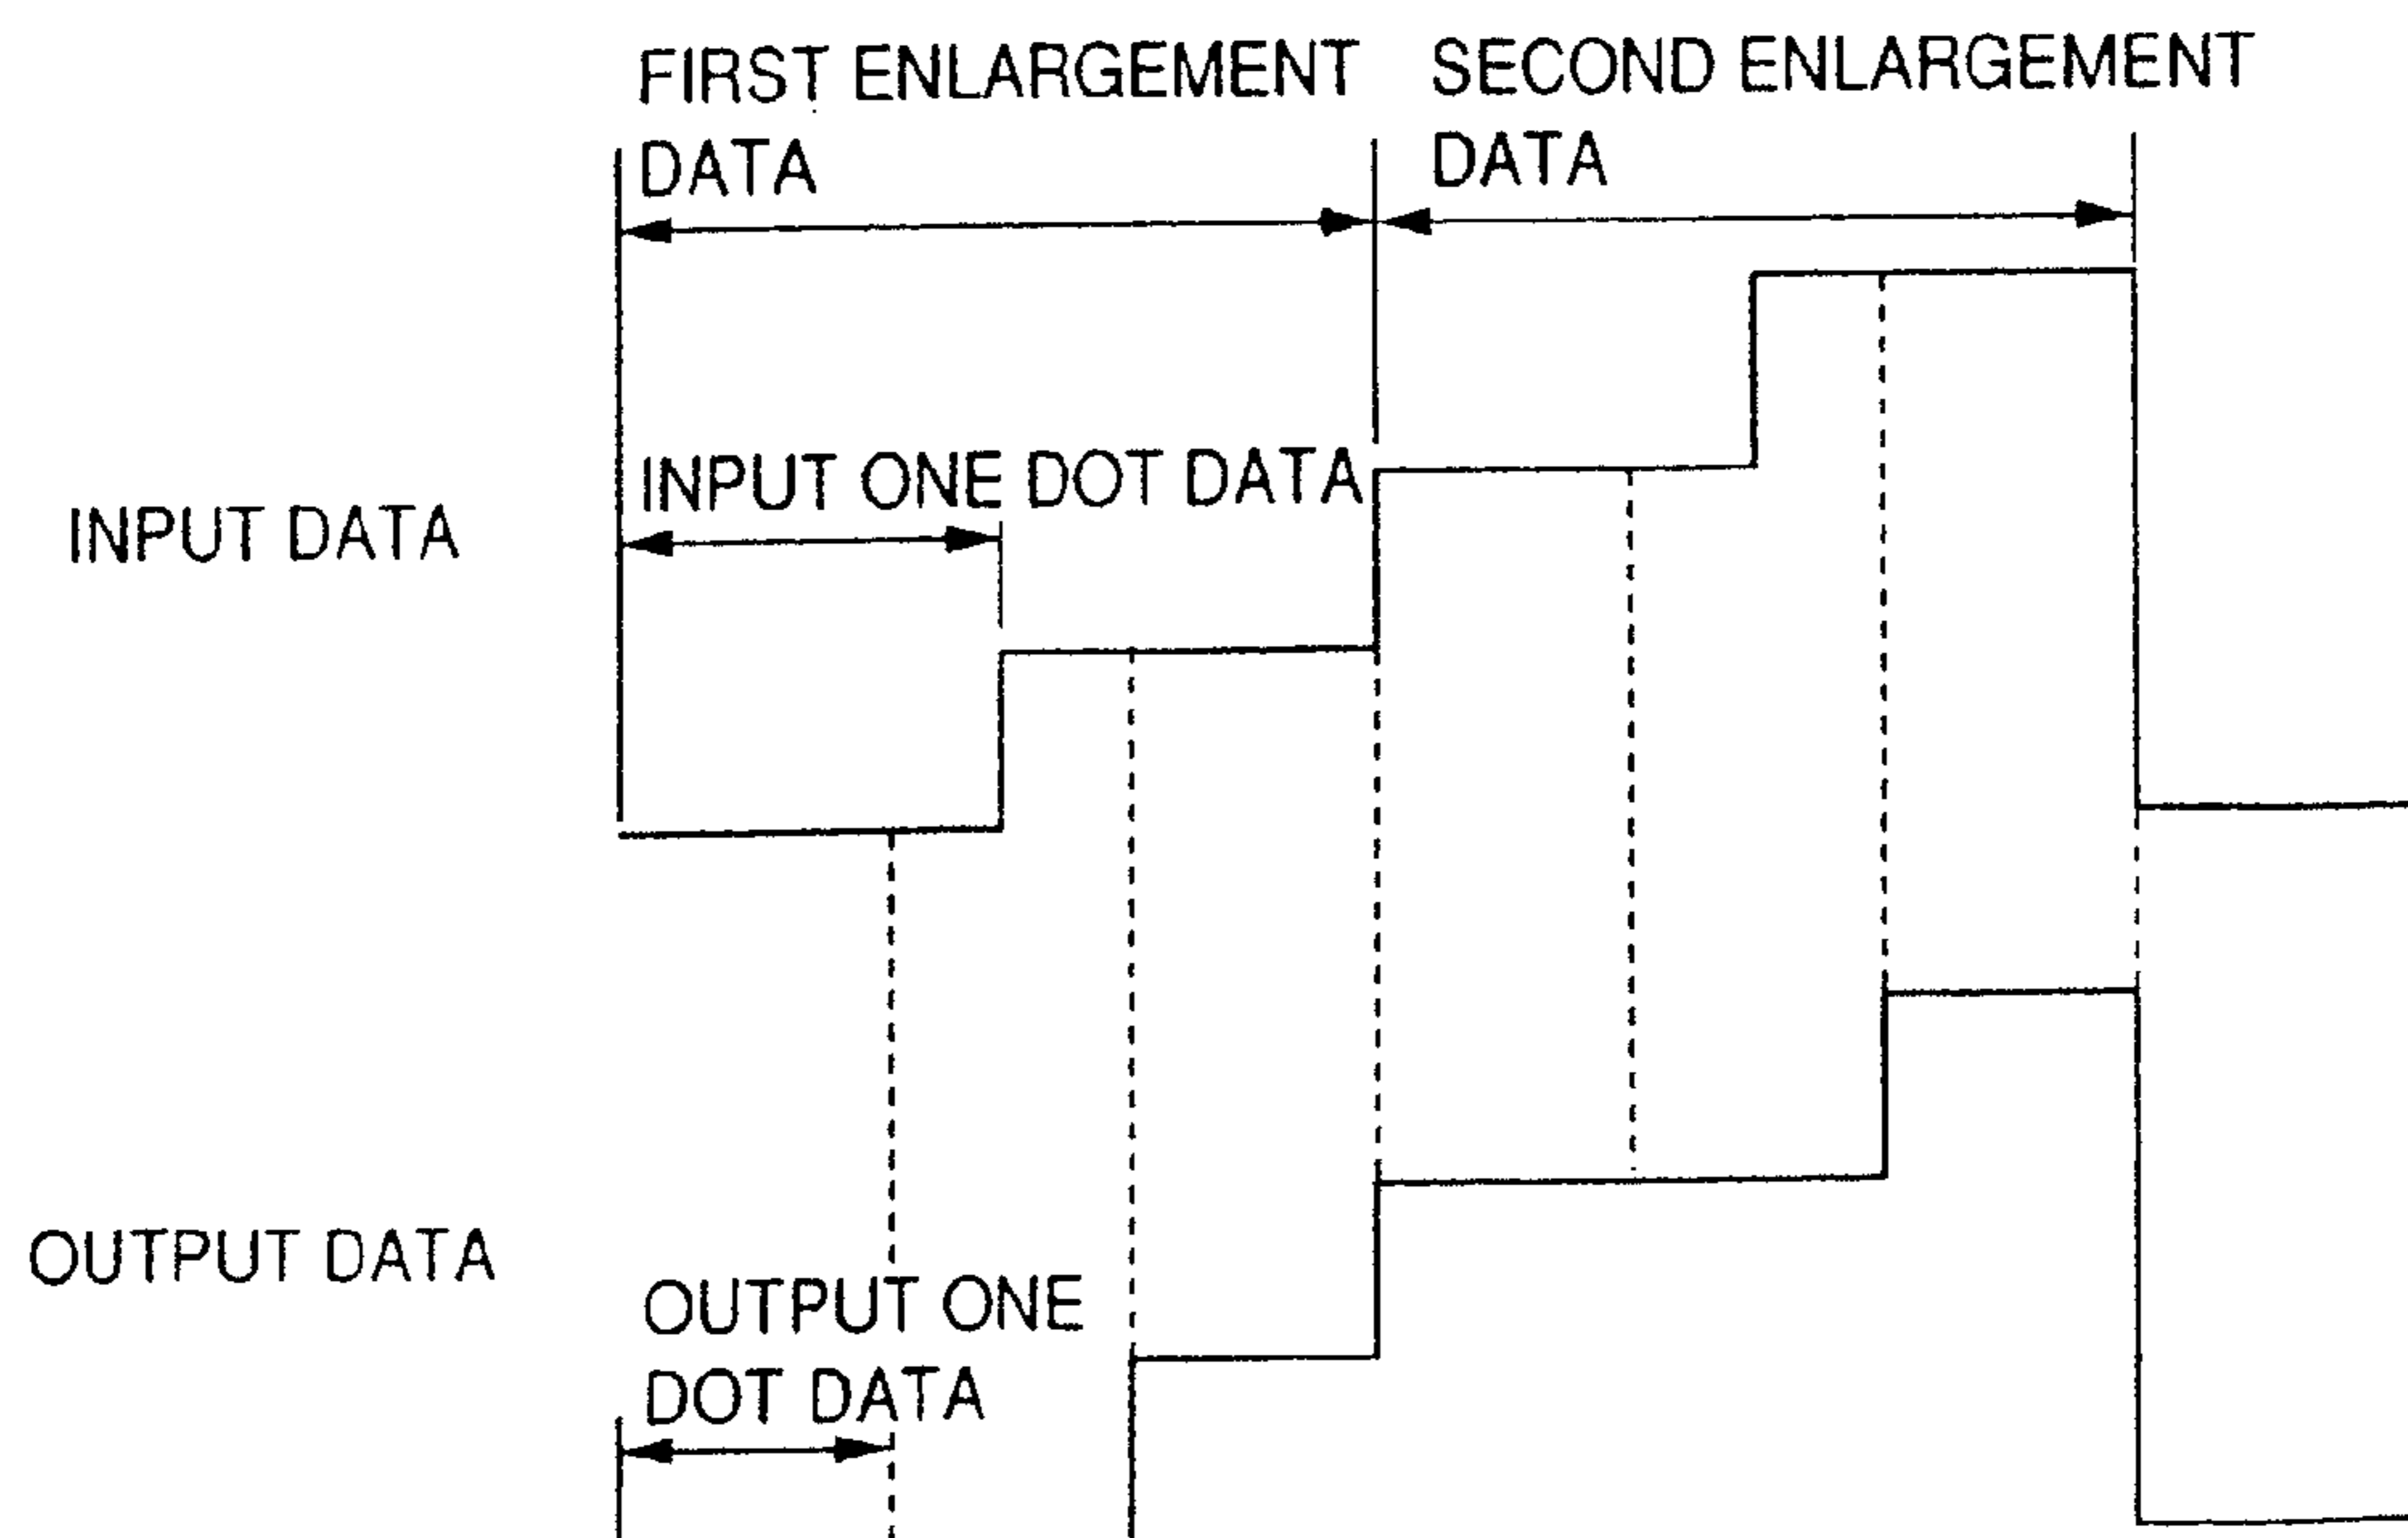 FIRST ENLARGEMENT
DATA
SECOND ENLARGEMENT
DATA
INPUT ONE DOT DATA
INPUT DATA
OUTPUT DATA
OUTPUT ONE
DOT DATA